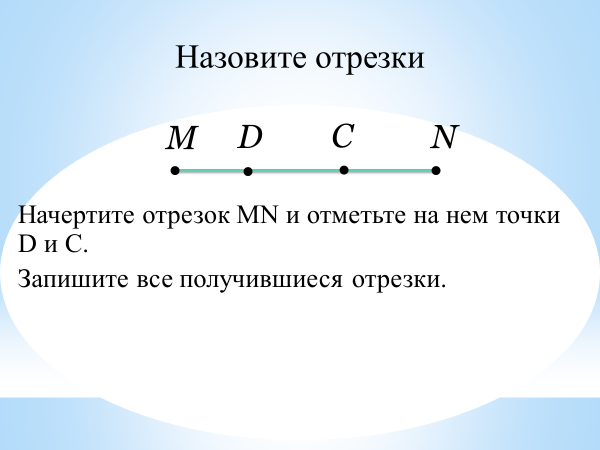 Назовите отрезки
M D C N
Начертите отрезок MN и отметьте на нем точки
D и C.
Запишите все получившиеся отрезки.